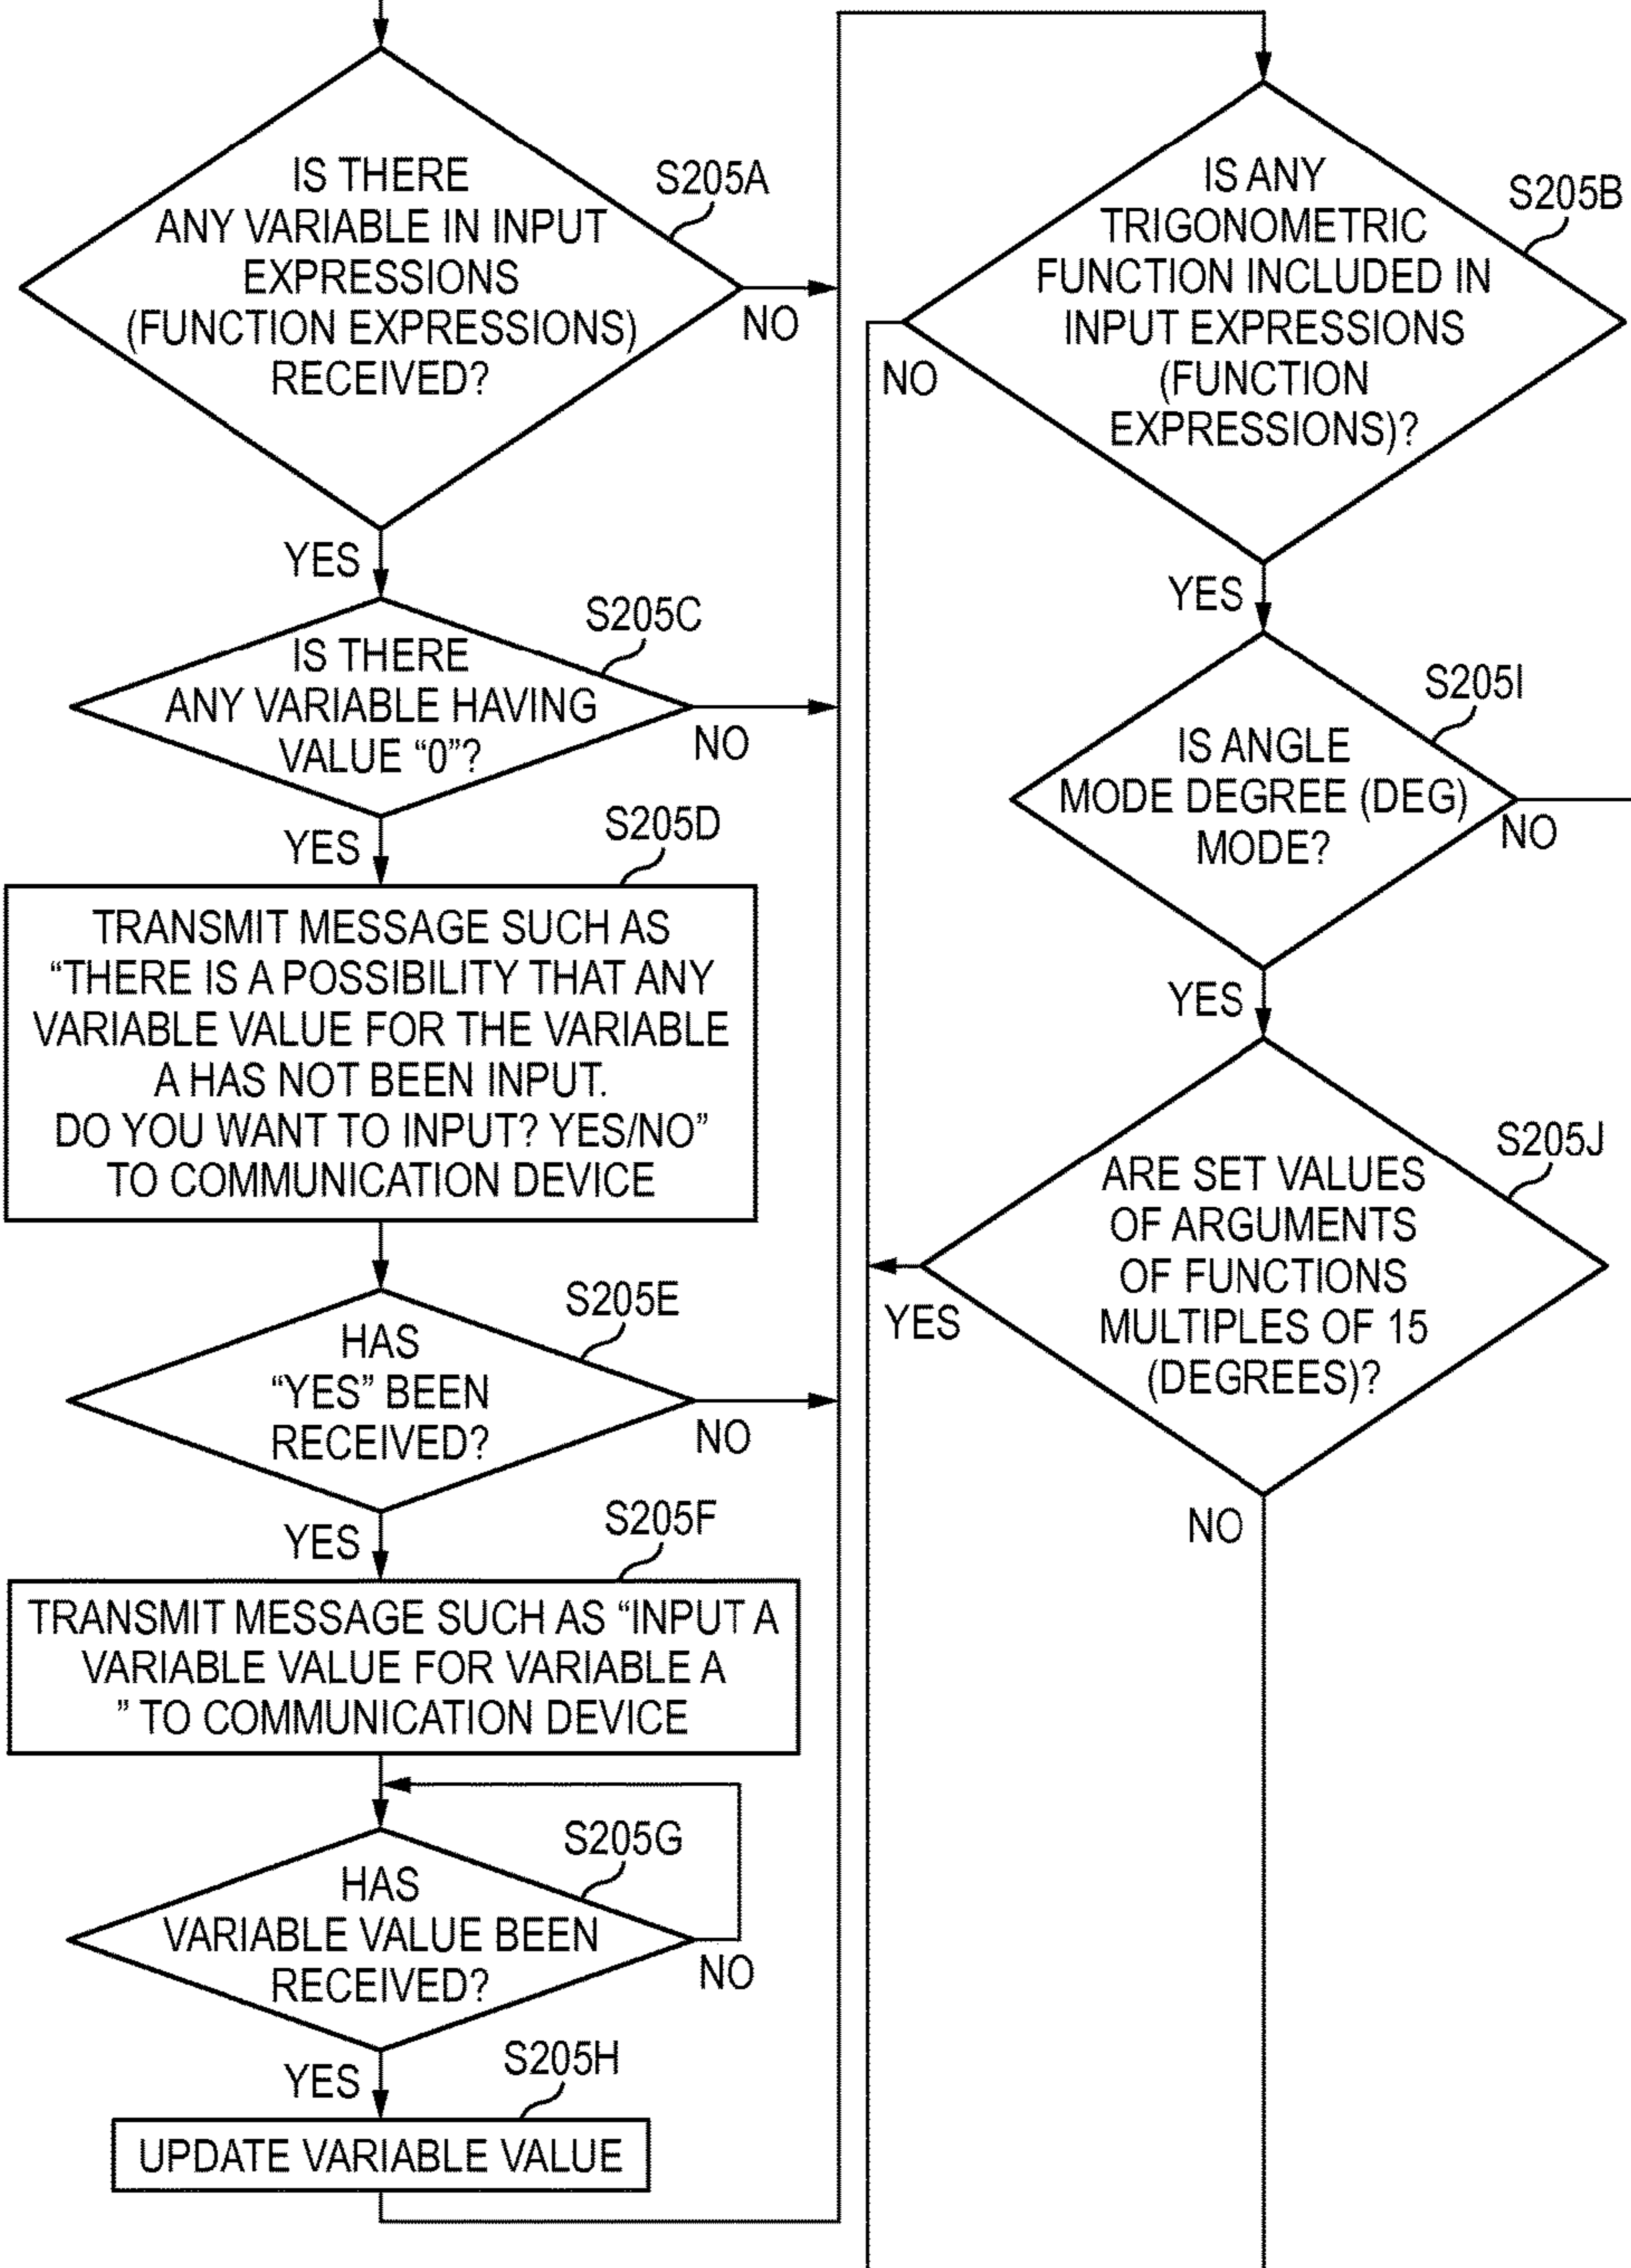 IS THERE
ANY VARIABLE IN INPUT
EXPRESSIONS
(FUNCTION EXPRESSIONS)
RECEIVED?
S205A
NO
YES
IS THERE
ANY VARIABLE HAVING
VALUE “0”?
S205C
NO
YES
S205D
TRANSMIT MESSAGE SUCH AS
“THERE IS A POSSIBILITY THAT ANY
VARIABLE VALUE FOR THE VARIABLE
A HAS NOT BEEN INPUT.
DO YOU WANT TO INPUT? YES/NO”
TO COMMUNICATION DEVICE
S205E
HAS
“YES” BEEN
RECEIVED?
NO
YES
S205F
TRANSMIT MESSAGE SUCH AS “INPUT A
VARIABLE VALUE FOR VARIABLE A
” TO COMMUNICATION DEVICE
S205G
HAS
VARIABLE VALUE BEEN
RECEIVED?
NO
YES
S205H
UPDATE VARIABLE VALUE
IS ANY
TRIGONOMETRIC
FUNCTION INCLUDED IN
INPUT EXPRESSIONS
(FUNCTION
EXPRESSIONS)?
S205B
NO
YES
S205I
IS ANGLE
MODE DEGREE (DEG)
MODE?
NO
YES
S205J
ARE SET VALUES
OF ARGUMENTS
OF FUNCTIONS
MULTIPLES OF 15
(DEGREES)?
YES
NO